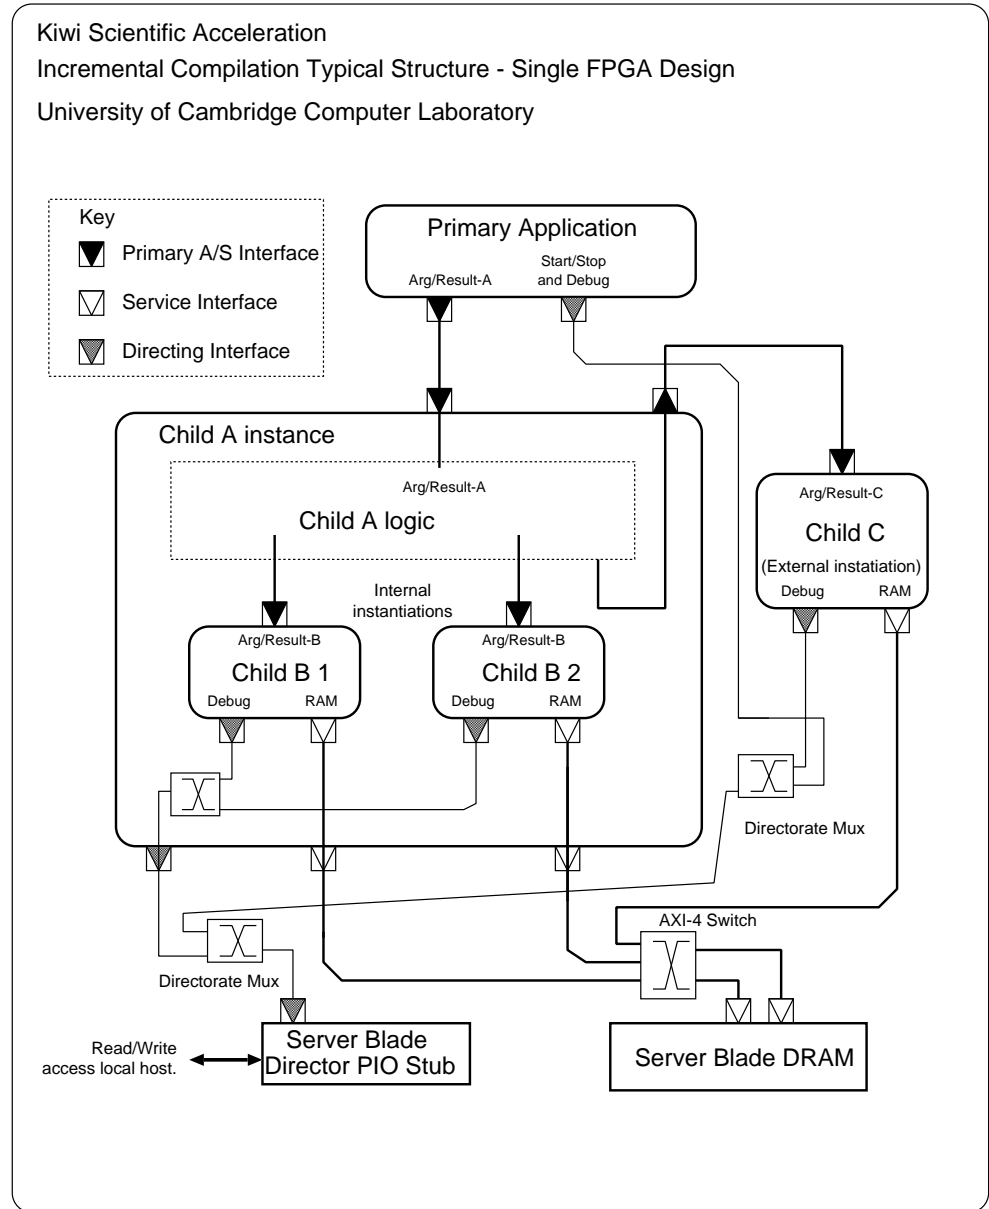 Kiwi Scientific Acceleration
Incremental Compilation Typical Structure - Single FPGA Design
University of Cambridge Computer Laboratory
Key
Primary A/S Interface
Service Interface
Directing Interface
Primary Application
Arg/Result-A
Start/Stop
and Debug
Child A instance
Arg/Result-A
Child A logic
Internal
instantiations
Arg/Result-B
Child B 1
Debug
RAM
Arg/Result-B
Child B 2
Debug
RAM
Arg/Result-C
Child C
(External instatiation)
Debug
RAM
Directorate Mux
AXI-4 Switch
Directorate Mux
Read/Write
access local host.
Server Blade
Director PIO Stub
Server Blade DRAM